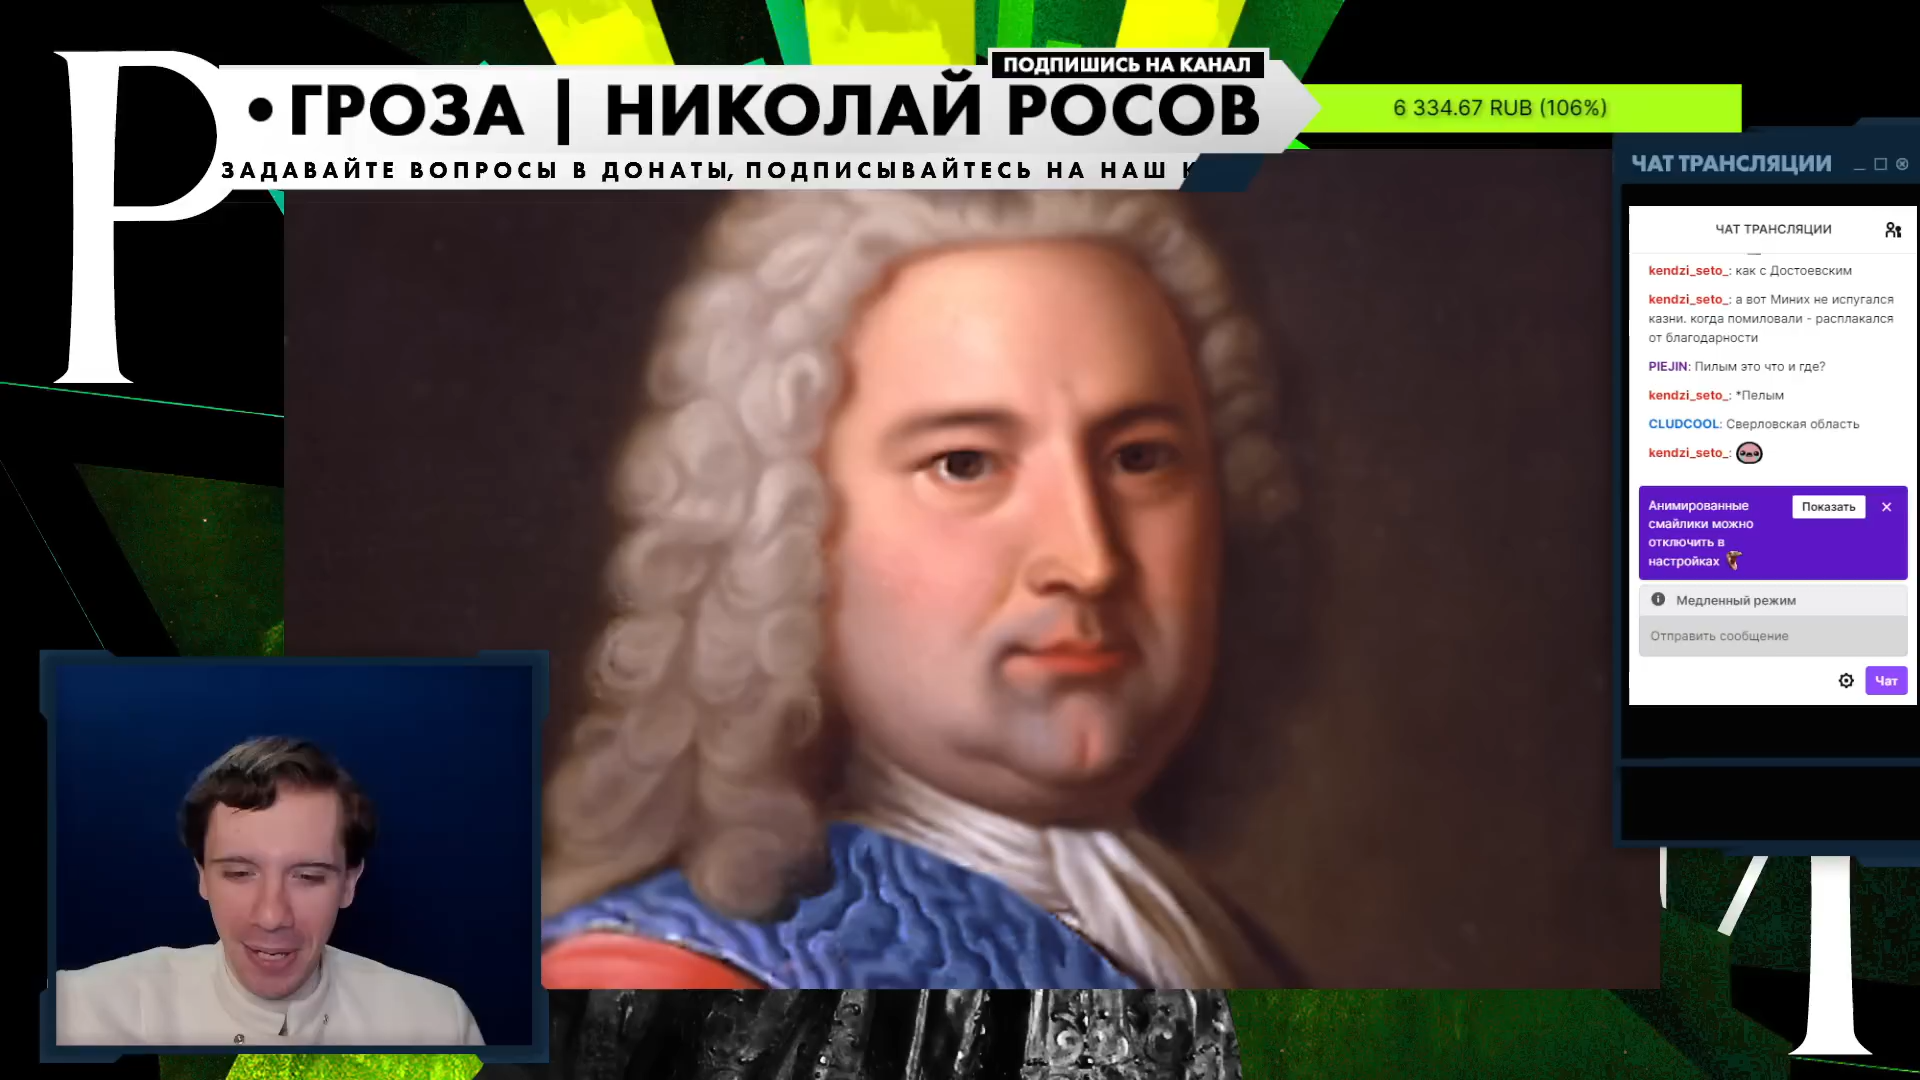 Р
ПОДПИШИСЬ НА КАНАЛ
• ГРОЗА | НИКОЛАЙ РОСОВ
6 334.67 RUB (106%)
ЗАДАВАЙТЕ ВОПРОСЫ В ДОНАТЫ, ПОДПИСЫВАЙТЕСЬ НА НАШ К
ЧАТ ТРАНСЛЯЦИИ
ЧАТ ТРАНСЛЯЦИИ
kendzi_seto_: как с Достоевским
kendzi_seto_: а вот Миних не испугался
казни. когда помиловали - расплакался
от благодарности
PIEJIN: Пилым это что и где?
kendzi_seto_: *Пелым
CLUDCOOL: Сверловская область
kendzi_seto_:
Анимированные
смайлики можно
отключить в
настройках
Показать
Медленный режим
Отправить сообщение
Чат